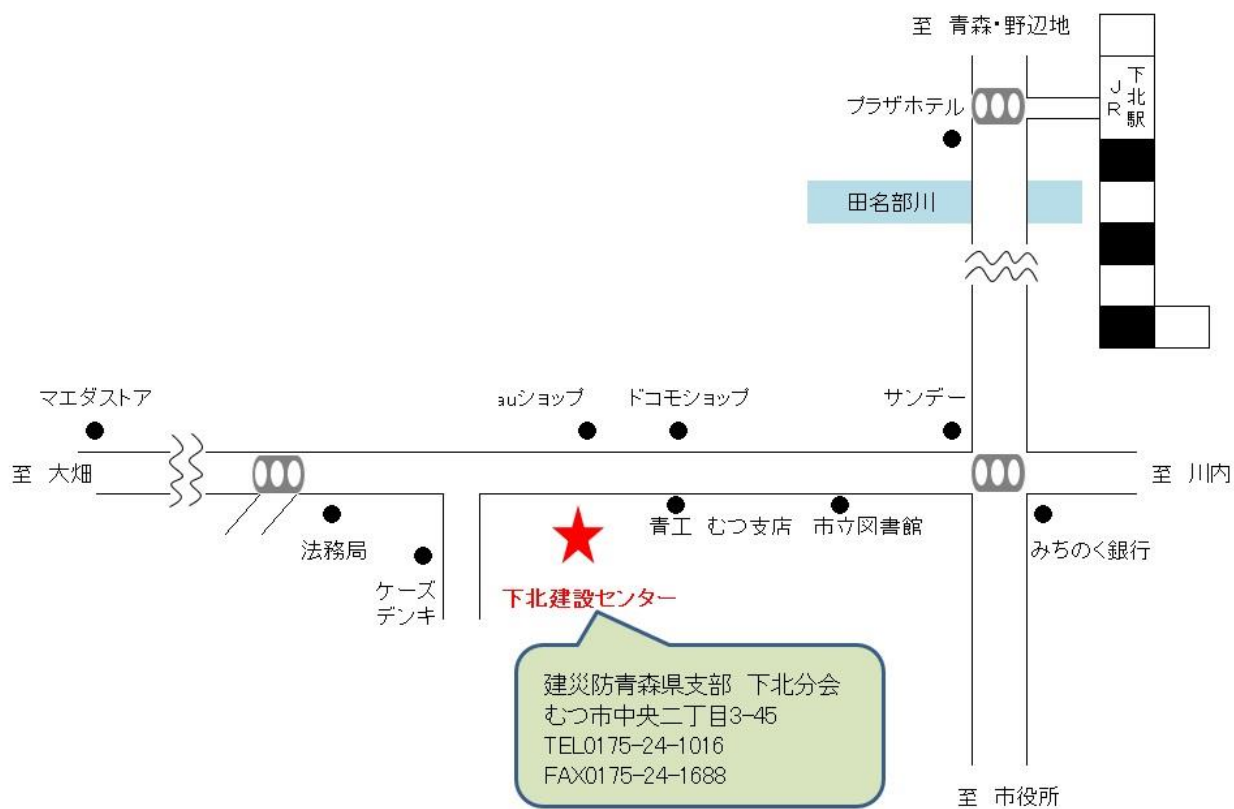 至 青森・野辺地
プラザホテル
JR
下北駅
田名部川
マエダストア
auショップ
ドコモショップ
サンデー
至 大畑
至 川内
法務局
青工 むつ支店
市立図書館
みちのく銀行
ケーズ
デンキ
下北建設センター
建災防青森県支部 下北分会
むつ市中央二丁目3-45
TEL0175-24-1016
FAX0175-24-1688
至 市役所